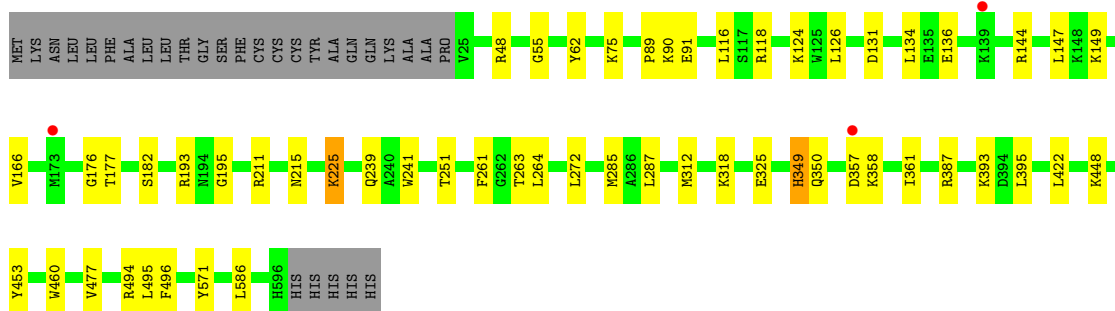 MET LYS ASN LEU LEU PHE ALA LEU LEU THR GLY SER PHE CYS CYS CYS TYR ALA GLN GLN LYS ALA ALA PRO V25 R48 G55 Y62 K75 P89 K90 E91 L116 S117 R118 K124 W125 L126 D131 L134 E135 E136 K139 R144 L147 K148 K149
V166 M173 G176 T177 S182 R193 N194 G195 R211 N215 K225 Q239 A240 W241 T251 F261 G262 T263 L264 L272 M285 A286 L287 M312 K318 E325 H349 Q350 D357 K358 I361 R387 K393 D394 L395 L422 K448
Y453 W460 V477 R494 L495 F496 Y571 L586 H596 HIS HIS HIS HIS HIS